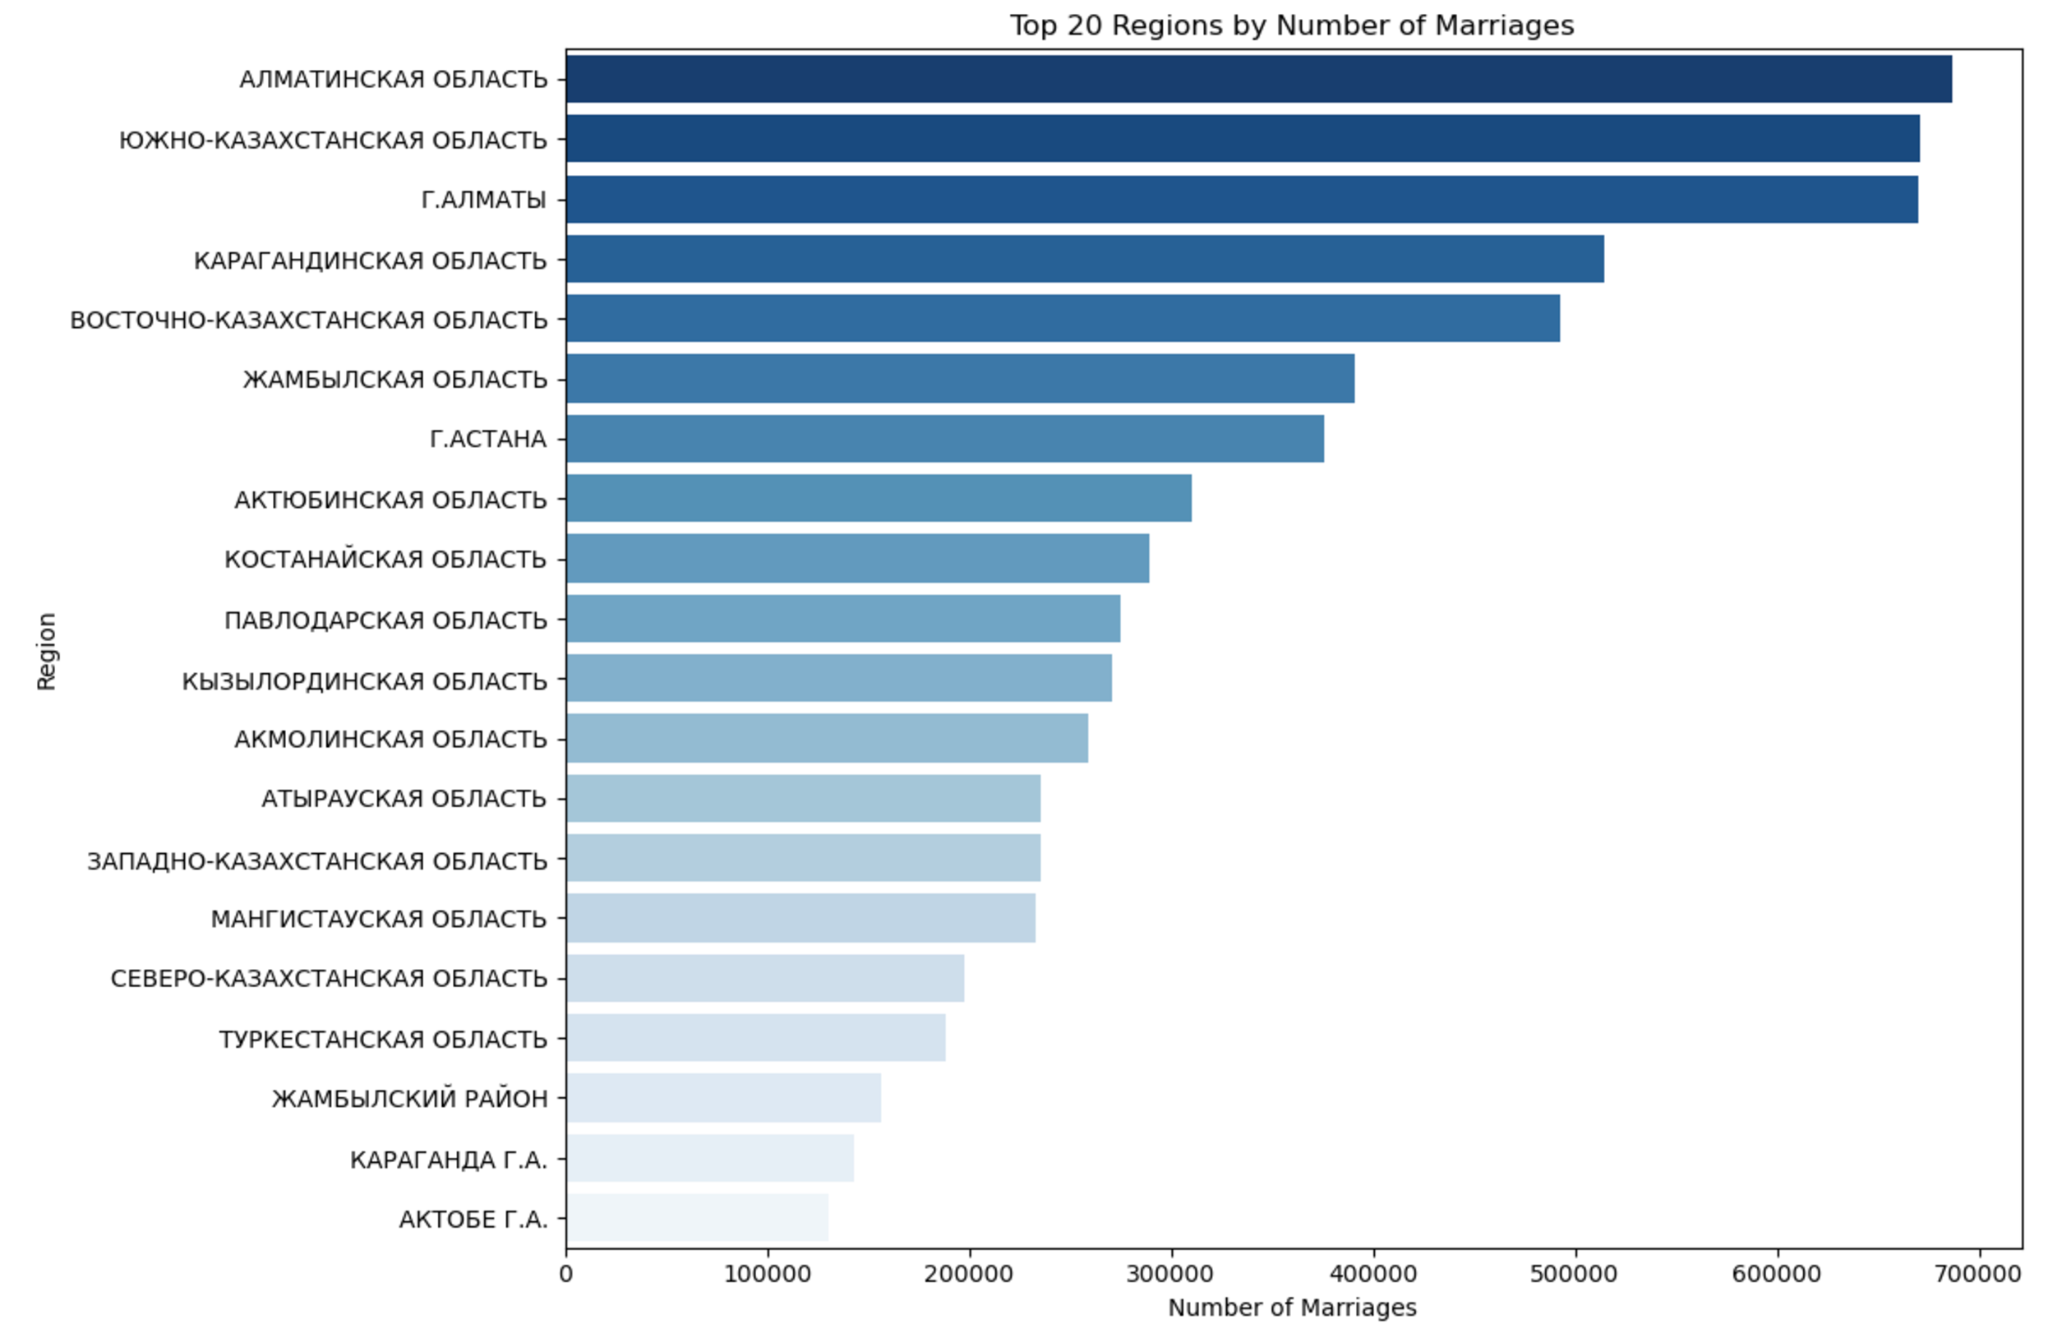 Top 20 Regions by Number of Marriages
АЛМАТИНСКАЯ ОБЛАСТЬ
ЮЖНО-КАЗАХСТАНСКАЯ ОБЛАСТЬ
Г.АЛМАТЫ
КАРАГАНДИНСКАЯ ОБЛАСТЬ
ВОСТОЧНО-КАЗАХСТАНСКАЯ ОБЛАСТЬ
ЖАМБЫЛСКАЯ ОБЛАСТЬ
Г.АСТАНА
АКТЮБИНСКАЯ ОБЛАСТЬ
КОСТАНАЙСКАЯ ОБЛАСТЬ
ПАВЛОДАРСКАЯ ОБЛАСТЬ
КЫЗЫЛОРДИНСКАЯ ОБЛАСТЬ
АКМОЛИНСКАЯ ОБЛАСТЬ
АТЫРАУСКАЯ ОБЛАСТЬ
ЗАПАДНО-КАЗАХСТАНСКАЯ ОБЛАСТЬ
МАНГИСТАУСКАЯ ОБЛАСТЬ
СЕВЕРО-КАЗАХСТАНСКАЯ ОБЛАСТЬ
ТУРКЕСТАНСКАЯ ОБЛАСТЬ
ЖАМБЫЛСКИЙ РАЙОН
КАРАГАНДА Г.А.
АКТОБЕ Г.А.
Region
0 100000 200000 300000 400000 500000 600000 700000
Number of Marriages